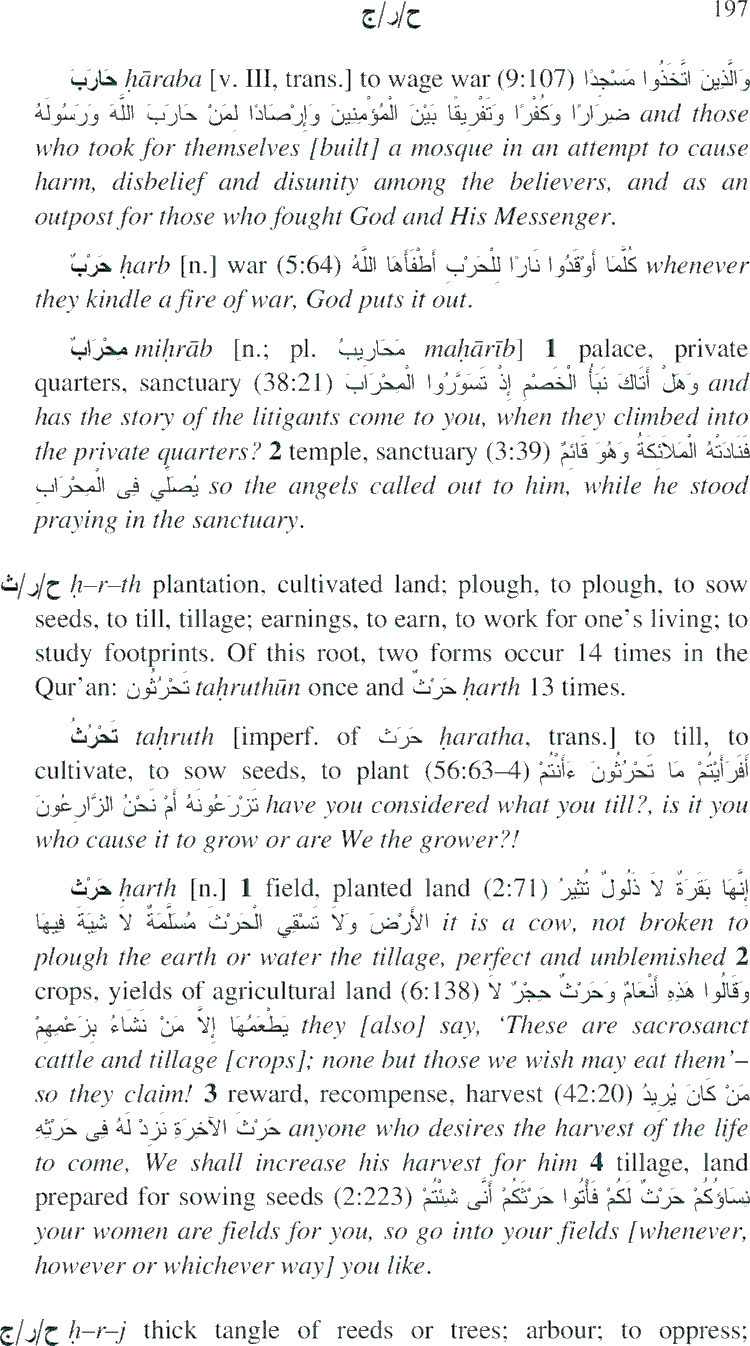 ح/ر/ج 197
حَارَبَ ḥāraba [v. III, trans.] to wage war (9:107) وَالَّذِينَ اتَّخَذُوا مَسْجِدًا
ضِرَارًا وَكُفْرًا وَتَفْرِيقًا بَيْنَ الْمُؤْمِنِينَ وَإِرْصَادًا لِمَنْ حَارَبَ اللَّهَ وَرَسُولَهُ and those
who took for themselves [built] a mosque in an attempt to cause
harm, disbelief and disunity among the believers, and as an
outpost for those who fought God and His Messenger.
حَرْبٌ ḥarb [n.] war (5:64) كُلَّمَا أَوْقَدُوا نَارًا لِلْحَرْبِ أَطْفَأَهَا اللَّهُ whenever
they kindle a fire of war, God puts it out.
مِحْرَابٌ miḥrāb [n.; pl. مَحَارِيبُ maḥārīb] 1 palace, private
quarters, sanctuary (38:21) وَهَلْ أَتَاكَ نَبَأُ الْخَصْمِ إِذْ تَسَوَّرُوا الْمِحْرَابَ and
has the story of the litigants come to you, when they climbed into
the private quarters? 2 temple, sanctuary (3:39) فَنَادَتْهُ الْمَلَائِكَةُ وَهُوَ قَائِمٌ
يُصَلِّي فِى الْمِحْرَابِ so the angels called out to him, while he stood
praying in the sanctuary.
ح/ر/ث ḥ–r–th plantation, cultivated land; plough, to plough, to sow
seeds, to till, tillage; earnings, to earn, to work for one’s living; to
study footprints. Of this root, two forms occur 14 times in the
Qur’an: تَحْرُثُون taḥruthūn once and حَرْثٌ ḥarth 13 times.
تَحْرُثُ taḥruth [imperf. of حَرَث ḥaratha, trans.] to till, to
cultivate, to sow seeds, to plant (56:63–4) أَفَرَأَيْتُمْ مَا تَحْرُثُونَ ءَأَنْتُمْ
تَزْرَعُونَهُ أَمْ نَحْنُ الزَّارِعُونَ have you considered what you till?, is it you
who cause it to grow or are We the grower?!
حَرْث ḥarth [n.] 1 field, planted land (2:71) إِنَّهَا بَقَرَةٌ لَا ذَلُولٌ تُثِيرُ
الأَرْضَ وَلَا تَسْقِي الْحَرْثَ مُسَلَّمَةٌ لَا شِيَةَ فِيهَا it is a cow, not broken to
plough the earth or water the tillage, perfect and unblemished 2
crops, yields of agricultural land (6:138) وَقَالُوا هَذِهِ أَنْعَامٌ وَحَرْثٌ حِجْرٌ لَا
يَطْعَمُهَا إِلَّا مَنْ نَشَاءُ بِزَعْمِهِمْ they [also] say, ‘These are sacrosanct
cattle and tillage [crops]; none but those we wish may eat them’–
so they claim! 3 reward, recompense, harvest (42:20) مَنْ كَانَ يُرِيدُ
حَرْثَ الآخِرَةِ نَزِدْ لَهُ فِى حَرْثِهِ anyone who desires the harvest of the life
to come, We shall increase his harvest for him 4 tillage, land
prepared for sowing seeds (2:223) نِسَاؤُكُمْ حَرْثٌ لَكُمْ فَأْتُوا حَرْثَكُمْ أَنَّى شِئْتُمْ
your women are fields for you, so go into your fields [whenever,
however or whichever way] you like.
ح/ر/ج ḥ–r–j thick tangle of reeds or trees; arbour; to oppress;